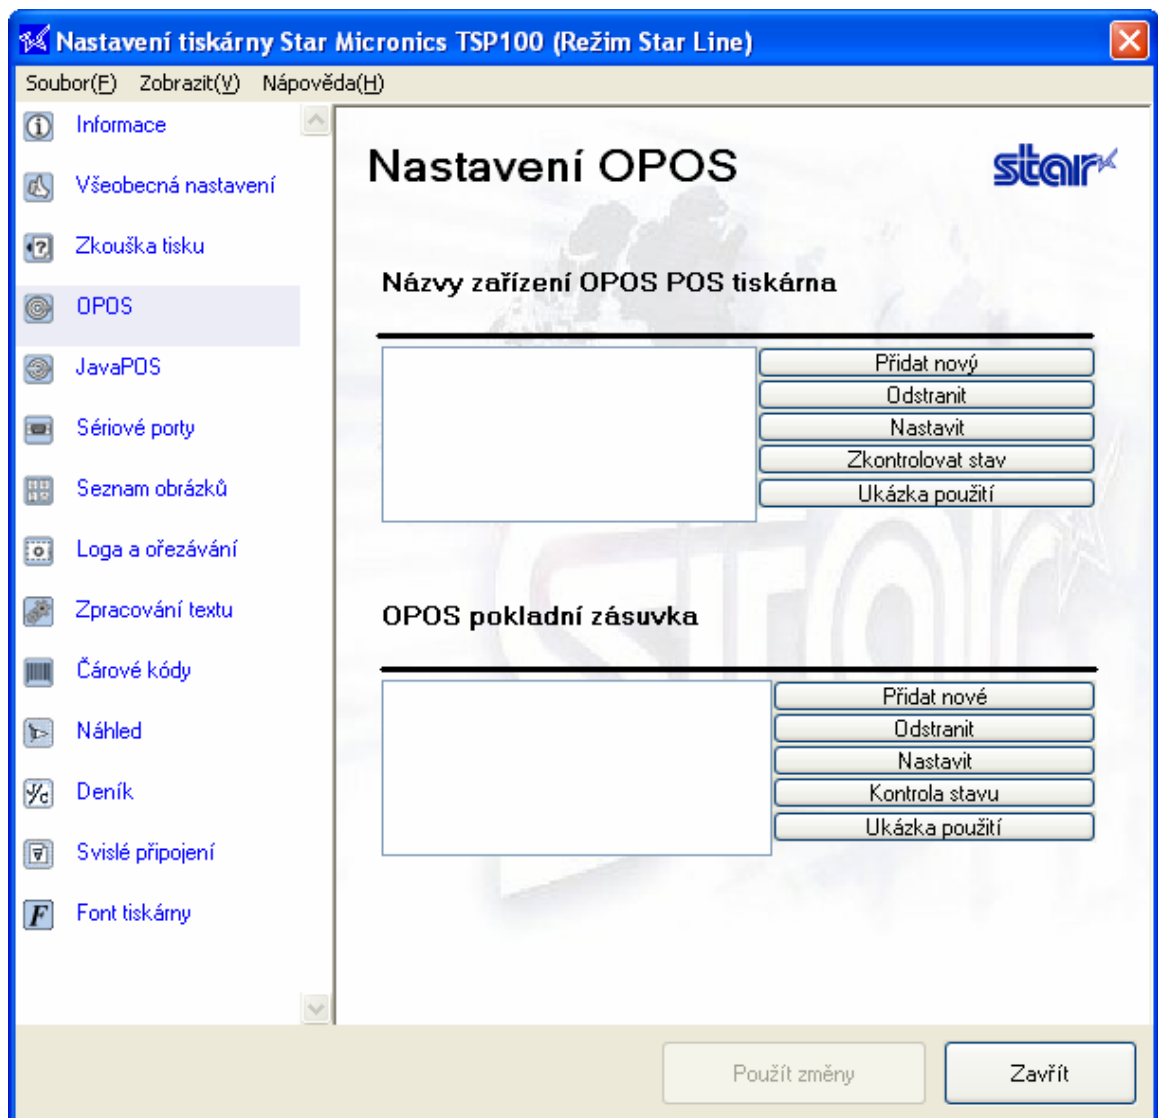 Nastavení tiskárny Star Micronics TSP100 (Režim Star Line)
Soubor(F) Zobrazit(V) Nápověda(H)
Informace
Všeobecná nastavení
Zkouška tisku
OPOS
JavaPOS
Sériové porty
Seznam obrázků
Loga a ořezávání
Zpracování textu
Čárové kódy
Náhled
Deník
Svislé připojení
Font tiskárny
Nastavení OPOS
star
Názvy zařízení OPOS POS tiskárna
Přidat nový
Odstranit
Nastavit
Zkontrolovat stav
Ukázka použití
OPOS pokladní zásuvka
Přidat nové
Odstranit
Nastavit
Kontrola stavu
Ukázka použití
Použít změny
Zavřít